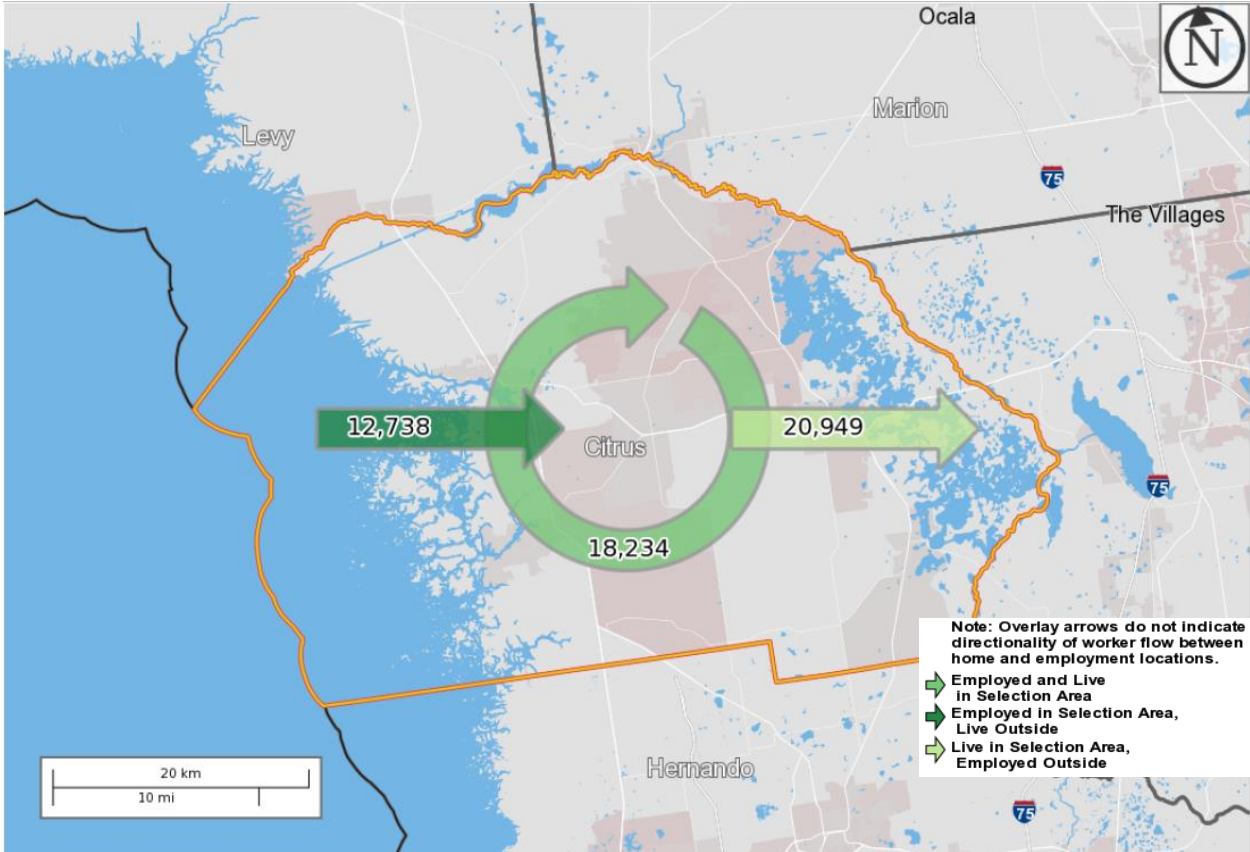 Ocala
N
Marion
Levy
75
The Villages
12,738
20,949
Citrus
75
18,234
Note: Overlay arrows do not indicate
directionality of worker flow between
home and employment locations.
Employed and Live
in Selection Area
Employed in Selection Area,
Live Outside
Live in Selection Area,
Employed Outside
Hernando
20 km
10 mi
75